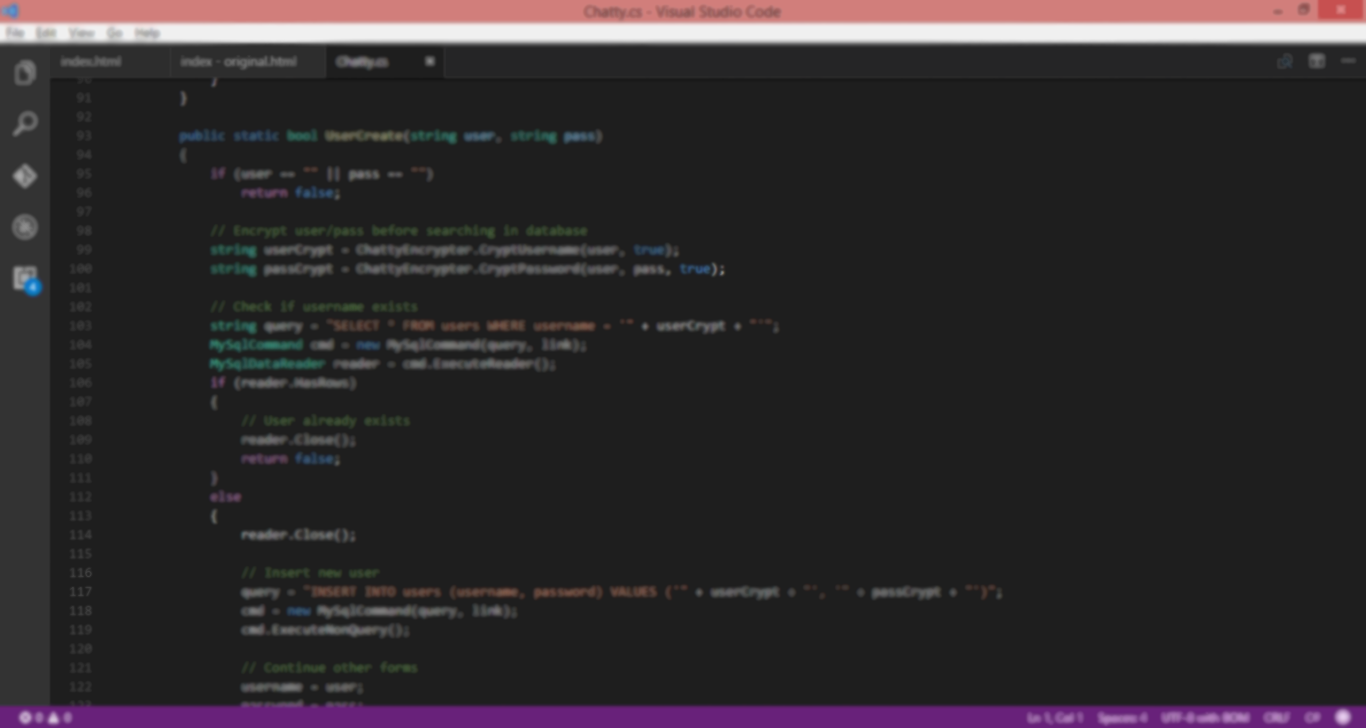 Chatty.cs - Visual Studio Code
File Edit View Go Help
index.html index - original.html Chatty.cs
90 }
91 }
92
93 public static bool UserCreate(string user, string pass)
94 {
95 if (user == "" || pass == "")
96 return false;
97
98 // Encrypt user/pass before searching in database
99 string userCrypt = ChattyEncrypter.CryptUsername(user, true);
100 string passCrypt = ChattyEncrypter.CryptPassword(user, pass, true);
101
102 // Check if username exists
103 string query = "SELECT * FROM users WHERE username = '" + userCrypt + "'";
104 MySqlCommand cmd = new MySqlCommand(query, link);
105 MySqlDataReader reader = cmd.ExecuteReader();
106 if (reader.HasRows)
107 {
108 // User already exists
109 reader.Close();
110 return false;
111 }
112 else
113 {
114 reader.Close();
115
116 // Insert new user
117 query = "INSERT INTO users (username, password) VALUES ('" + userCrypt + "', '" + passCrypt + "')";
118 cmd = new MySqlCommand(query, link);
119 cmd.ExecuteNonQuery();
120
121 // Continue other forms
122 username = user;
123 password = pass;
0 0 Ln 1, Col 1 Spaces: 4 UTF-8 with BOM CRLF C#